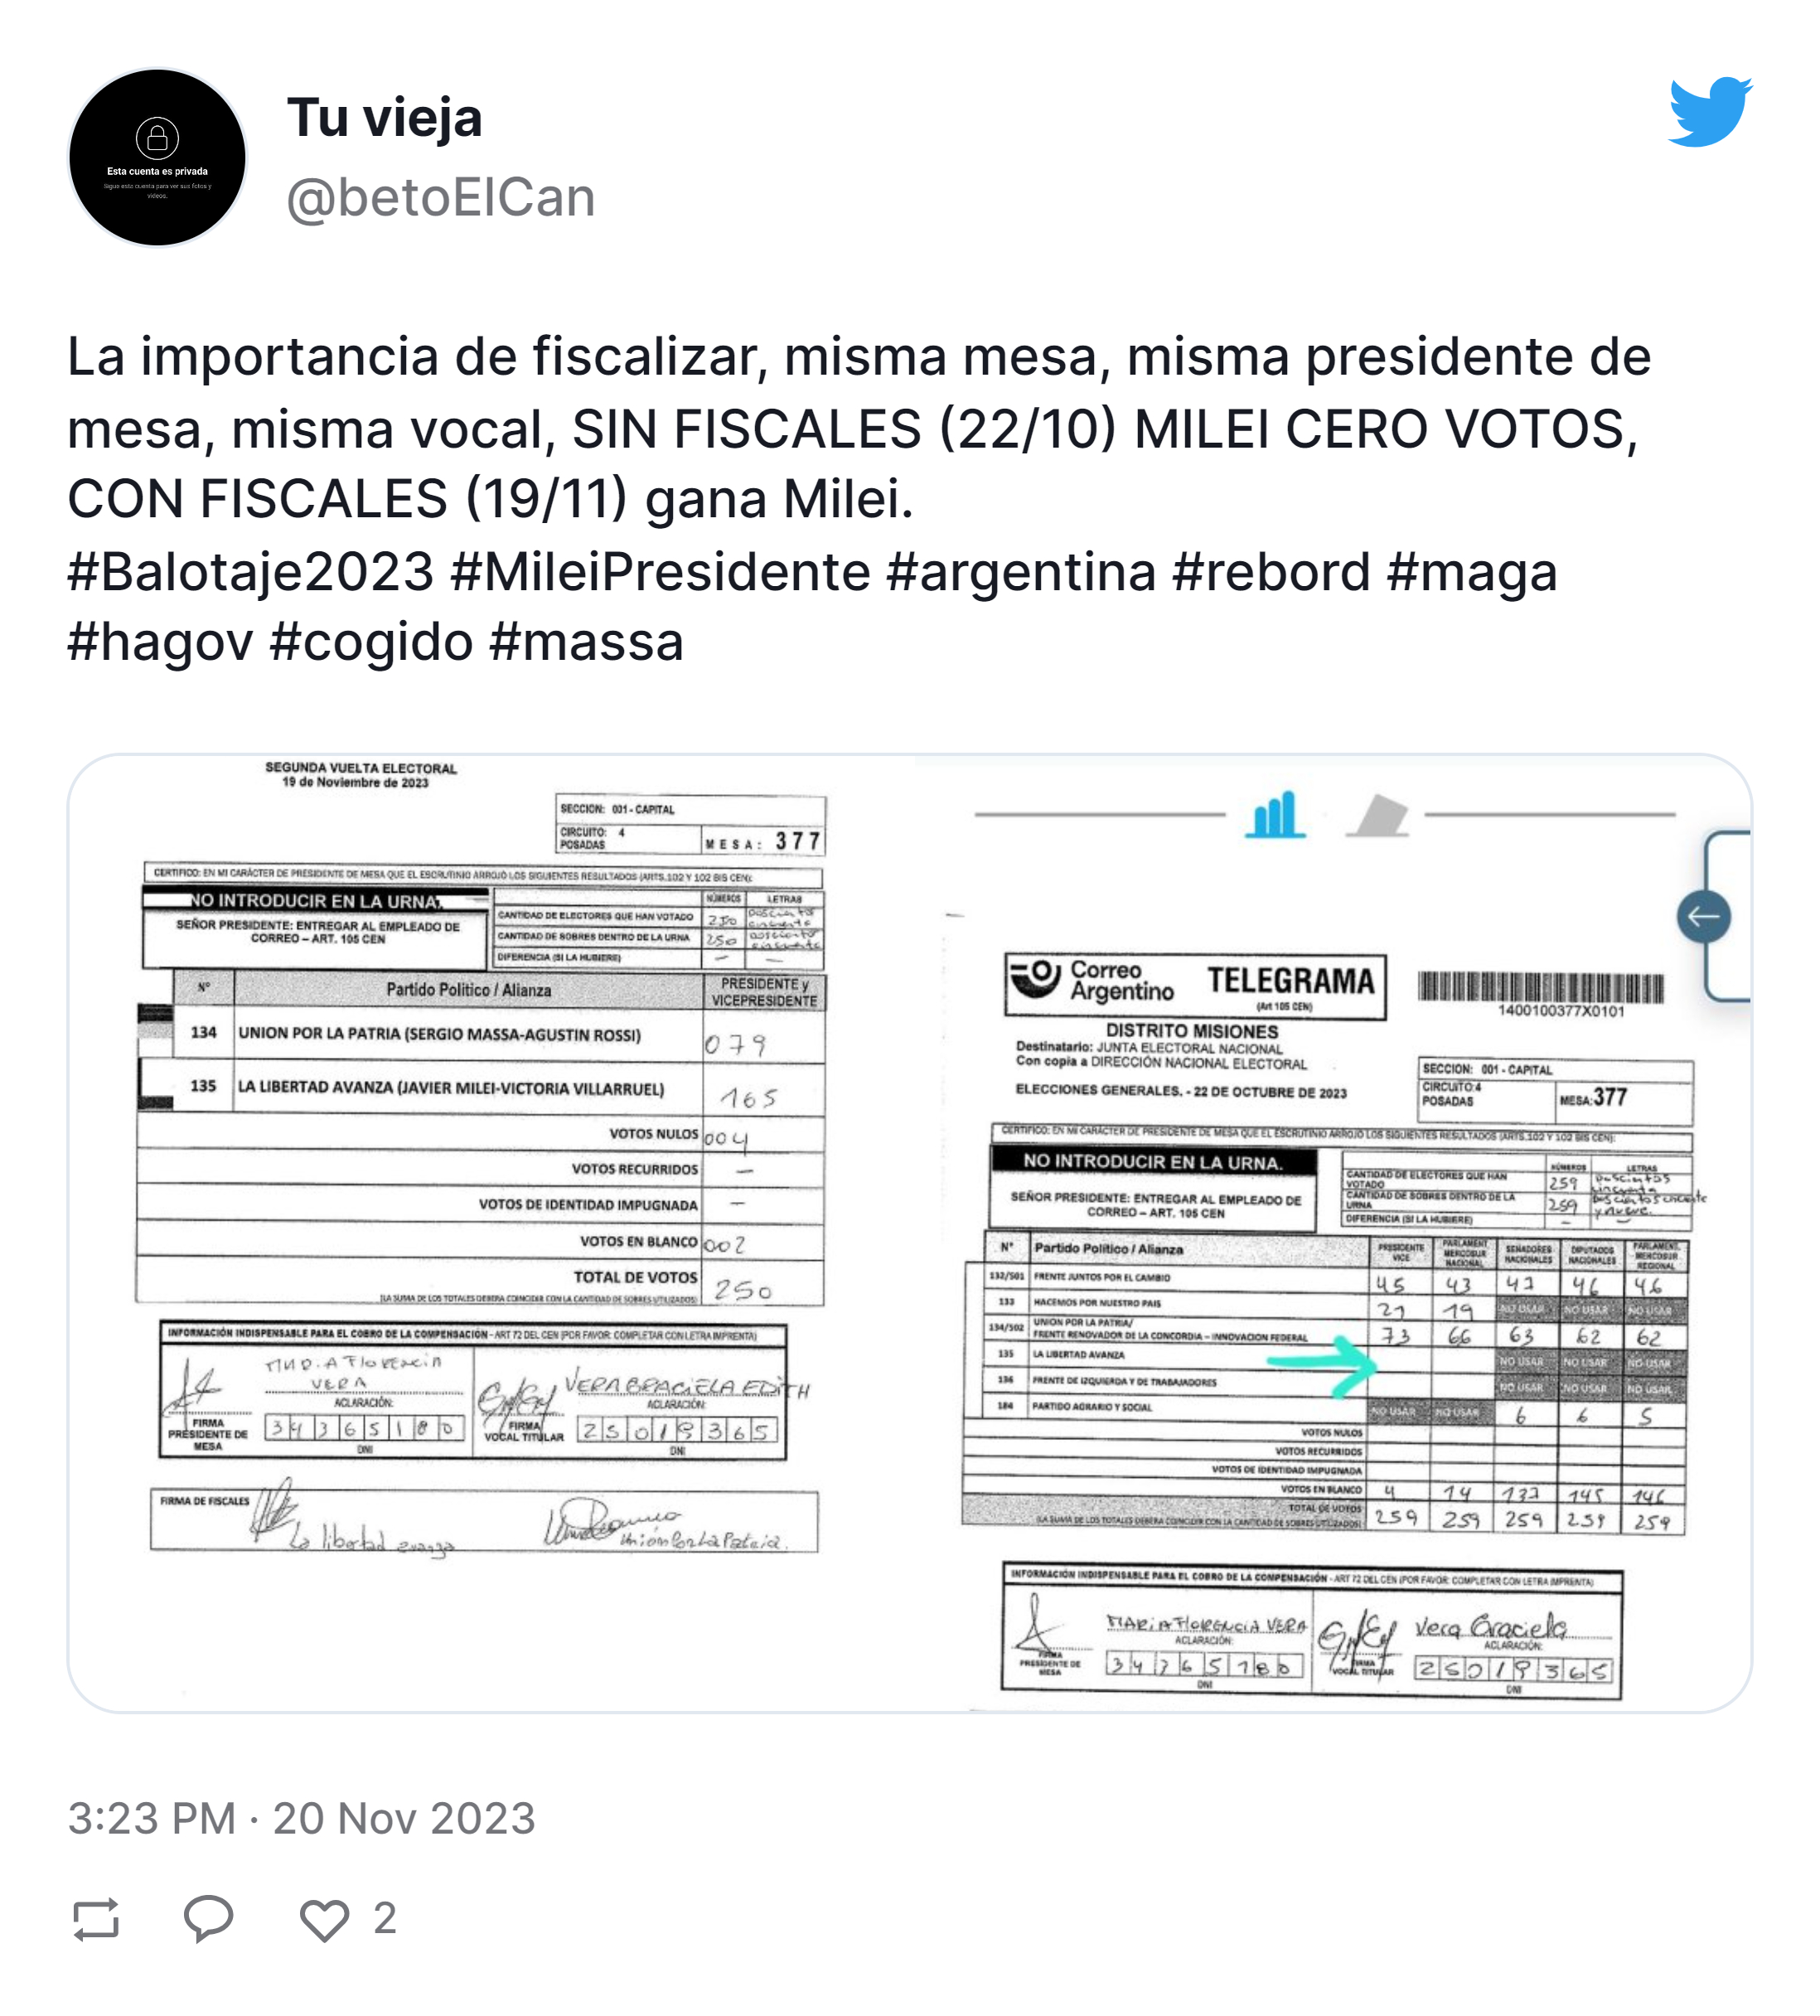 Esta cuenta es privada
Sigue esta cuenta para ver sus fotos y
videos.
Tu vieja
@betoElCan
La importancia de fiscalizar, misma mesa, misma presidente de
mesa, misma vocal, SIN FISCALES (22/10) MILEI CERO VOTOS,
CON FISCALES (19/11) gana Milei.
#Balotaje2023 #MileiPresidente #argentina #rebord #maga
#hagov #cogido #massa
SEGUNDA VUELTA ELECTORAL
19 de Noviembre de 2023
SECCION: 001 - CAPITAL
CIRCUITO: 4
POSADAS
MESA: 377
CERTIFICO: EN MI CARÁCTER DE PRESIDENTE DE MESA QUE EL ESCRUTINIO ARROJÓ LOS SIGUIENTES RESULTADOS (ARTS.102 Y 102 BIS CEN):
NO INTRODUCIR EN LA URNA.
SEÑOR PRESIDENTE: ENTREGAR AL EMPLEADO DE
CORREO – ART. 105 CEN
NÚMEROS LETRAS
CANTIDAD DE ELECTORES QUE HAN VOTADO 250 Doscientos cincuenta
CANTIDAD DE SOBRES DENTRO DE LA URNA 250 doscientos cincuenta
DIFERENCIA (SI LA HUBIERE) — —
N° Partido Politico / Alianza PRESIDENTE y VICEPRESIDENTE
134 UNION POR LA PATRIA (SERGIO MASSA-AGUSTIN ROSSI) 079
135 LA LIBERTAD AVANZA (JAVIER MILEI-VICTORIA VILLARRUEL) 165
VOTOS NULOS 004
VOTOS RECURRIDOS —
VOTOS DE IDENTIDAD IMPUGNADA —
VOTOS EN BLANCO 002
TOTAL DE VOTOS 250
(LA SUMA DE LOS TOTALES DEBERA COINCIDIR CON LA CANTIDAD DE SOBRES UTILIZADOS)
INFORMACIÓN INDISPENSABLE PARA EL COBRO DE LA COMPENSACIÓN - ART 72 DEL CEN (POR FAVOR: COMPLETAR CON LETRA IMPRENTA)
Florencia
VERA
ACLARACIÓN:
FIRMA
PRESIDENTE DE
MESA
34365180
DNI
VERA GRACIELA EDITH
ACLARACIÓN:
FIRMA
VOCAL TITULAR
25019365
DNI
FIRMA DE FISCALES
La libertad avanza
Unión Por La Patria.
Correo
Argentino
TELEGRAMA
(Art 105 CEN)
1400100377X0101
DISTRITO MISIONES
Destinatario: JUNTA ELECTORAL NACIONAL
Con copia a DIRECCIÓN NACIONAL ELECTORAL
ELECCIONES GENERALES. - 22 DE OCTUBRE DE 2023
SECCION: 001 - CAPITAL
CIRCUITO:4
POSADAS
MESA:377
CERTIFICO: EN MI CARÁCTER DE PRESIDENTE DE MESA QUE EL ESCRUTINIO ARROJÓ LOS SIGUIENTES RESULTADOS (ARTS.102 Y 102 BIS CEN):
NO INTRODUCIR EN LA URNA.
SEÑOR PRESIDENTE: ENTREGAR AL EMPLEADO DE
CORREO – ART. 105 CEN
NÚMEROS LETRAS
CANTIDAD DE ELECTORES QUE HAN VOTADO 259 Doscientos cincuenta
CANTIDAD DE SOBRES DENTRO DE LA URNA 259 Doscientos cincuenta y nueve.
DIFERENCIA (SI LA HUBIERE) — —
N° Partido Político / Alianza PRESIDENTE VICE PARLAMENT. MERCOSUR NACIONAL SENADORES NACIONALES DIPUTADOS NACIONALES PARLAMENT. MERCOSUR REGIONAL
132/501 FRENTE JUNTOS POR EL CAMBIO 45 43 46 46
133 HACEMOS POR NUESTRO PAIS 21 19 NO USAR NO USAR NO USAR
134/502 UNION POR LA PATRIA/
FRENTE RENOVADOR DE LA CONCORDIA – INNOVACION FEDERAL 73 66 63 62 62
135 LA LIBERTAD AVANZA NO USAR NO USAR NO USAR
136 FRENTE DE IZQUIERDA Y DE TRABAJADORES NO USAR NO USAR NO USAR
184 PARTIDO AGRARIO Y SOCIAL NO USAR NO USAR 6 6 5
VOTOS NULOS
VOTOS RECURRIDOS
VOTOS DE IDENTIDAD IMPUGNADA
VOTOS EN BLANCO 4 14 145 146
TOTAL DE VOTOS 259 259 259 259 259
(LA SUMA DE LOS TOTALES DEBERA COINCIDIR CON LA CANTIDAD DE SOBRES UTILIZADOS)
INFORMACIÓN INDISPENSABLE PARA EL COBRO DE LA COMPENSACIÓN - ART 72 DEL CEN (POR FAVOR: COMPLETAR CON LETRA IMPRENTA)
MARIA FLORENCIA VERA
ACLARACIÓN:
FIRMA
PRESIDENTE DE
MESA
34365180
DNI
Vera Graciela
ACLARACIÓN:
FIRMA
VOCAL TITULAR
25019365
DNI
3:23 PM · 20 Nov 2023
2